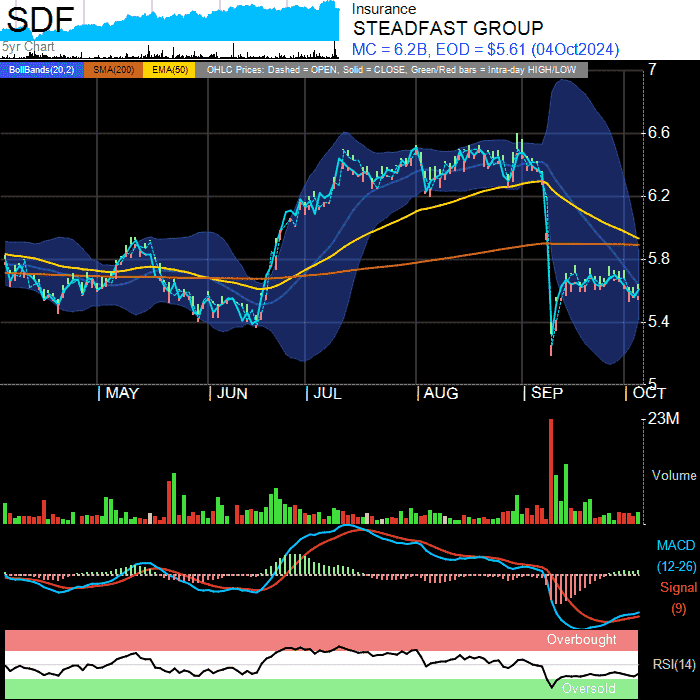 SDF
5yr Chart
Insurance
STEADFAST GROUP
MC = 6.2B, EOD = $5.61 (04Oct2024)
BollBands(20,2) SMA(200) EMA(50) OHLC Prices: Dashed = OPEN, Solid = CLOSE, Green/Red bars = Intra-day HIGH/LOW
7
6.6
6.2
5.8
5.4
5
MAY JUN JUL AUG SEP OCT
23M
Volume
MACD
(12-26)
Signal
(9)
Overbought
RSI(14)
Oversold